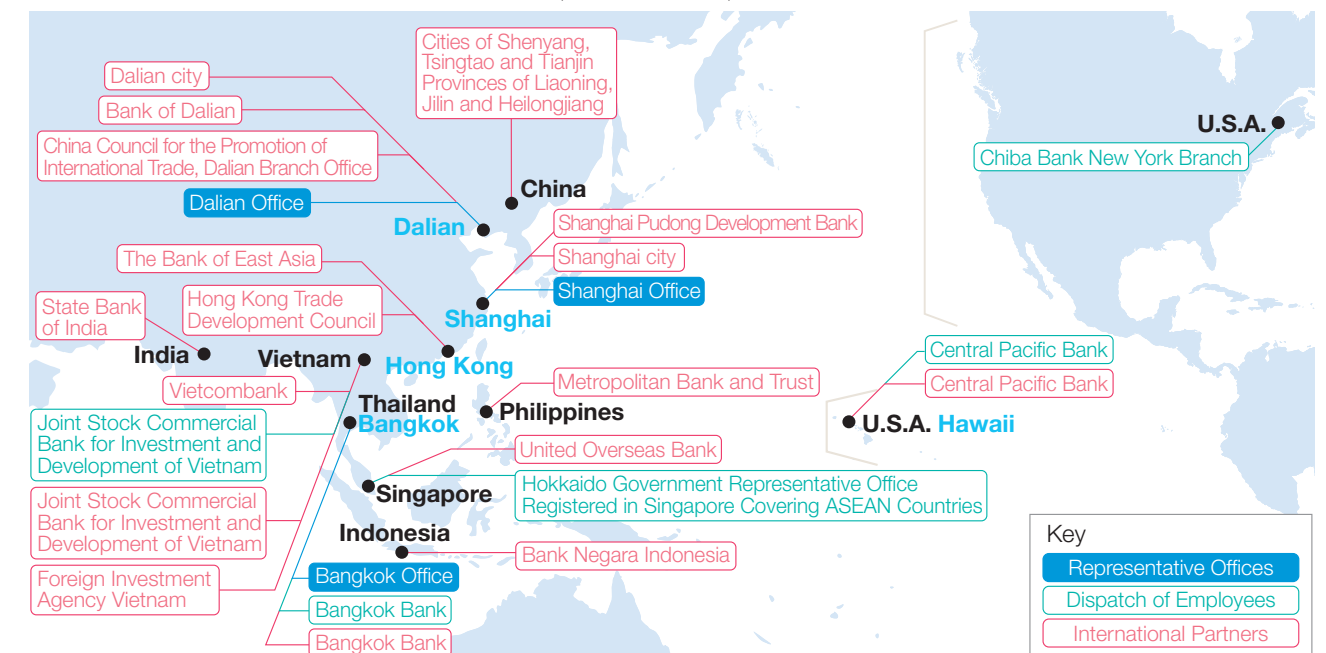 Cities of Shenyang,
Tsingtao and Tianjin
Provinces of Liaoning,
Jilin and Heilongjiang
Dalian city
Bank of Dalian
China Council for the Promotion of
International Trade, Dalian Branch Office
Dalian Office
China
Dalian
Shanghai Pudong Development Bank
Shanghai city
Shanghai Office
Shanghai
The Bank of East Asia
Hong Kong Trade
Development Council
Hong Kong
State Bank
of India
India
Vietnam
Vietcombank
Joint Stock Commercial
Bank for Investment and
Development of Vietnam
Joint Stock Commercial
Bank for Investment and
Development of Vietnam
Foreign Investment
Agency Vietnam
Thailand
Bangkok
Bangkok Office
Bangkok Bank
Bangkok Bank
Metropolitan Bank and Trust
Philippines
United Overseas Bank
Hokkaido Government Representative Office
Registered in Singapore Covering ASEAN Countries
Singapore
Indonesia
Bank Negara Indonesia
U.S.A.
Chiba Bank New York Branch
Central Pacific Bank
Central Pacific Bank
U.S.A. Hawaii
Key
Representative Offices
Dispatch of Employees
International Partners